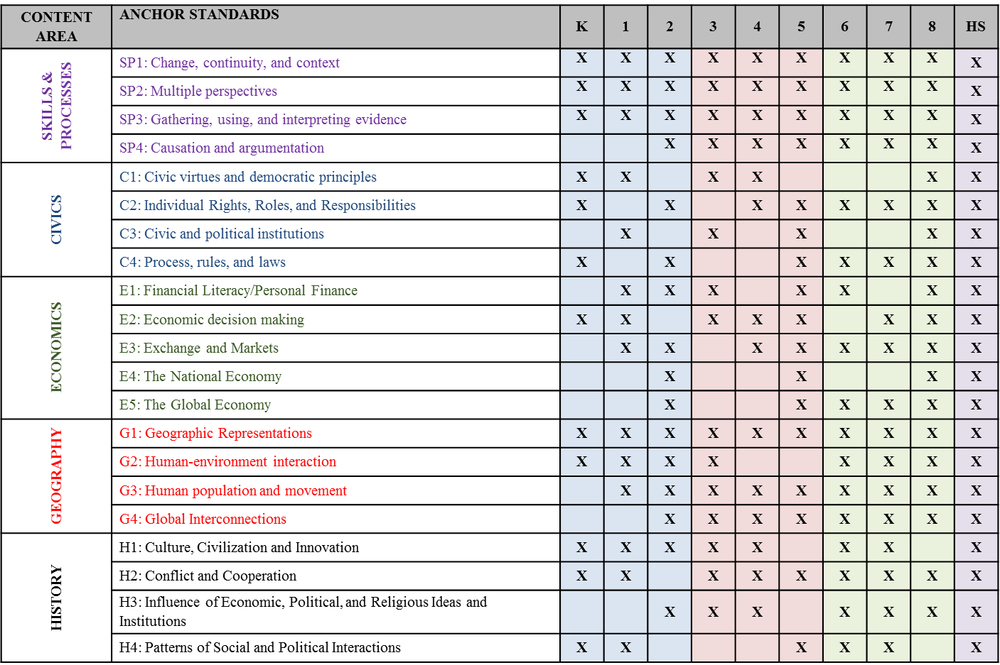 CONTENT AREA ANCHOR STANDARDS K 1 2 3 4 5 6 7 8 HS
SKILLS & PROCESSES
SP1: Change, continuity, and context X X X X X X X X X X
SP2: Multiple perspectives X X X X X X X X X X
SP3: Gathering, using, and interpreting evidence X X X X X X X X X X
SP4: Causation and argumentation X X X X X X X X
CIVICS
C1: Civic virtues and democratic principles X X X X X X
C2: Individual Rights, Roles, and Responsibilities X X X X X X X X
C3: Civic and political institutions X X X X X
C4: Process, rules, and laws X X X X X X X
ECONOMICS
E1: Financial Literacy/Personal Finance X X X X X X X
E2: Economic decision making X X X X X X X X
E3: Exchange and Markets X X X X X X X X
E4: The National Economy X X X X
E5: The Global Economy X X X X X X
GEOGRAPHY
G1: Geographic Representations X X X X X X X X X X
G2: Human-environment interaction X X X X X X X X
G3: Human population and movement X X X X X X X X X
G4: Global Interconnections X X X X X X X X
HISTORY
H1: Culture, Civilization and Innovation X X X X X X X X
H2: Conflict and Cooperation X X X X X X X X X
H3: Influence of Economic, Political, and Religious Ideas and
Institutions X X X X X X X
H4: Patterns of Social and Political Interactions X X X X X X